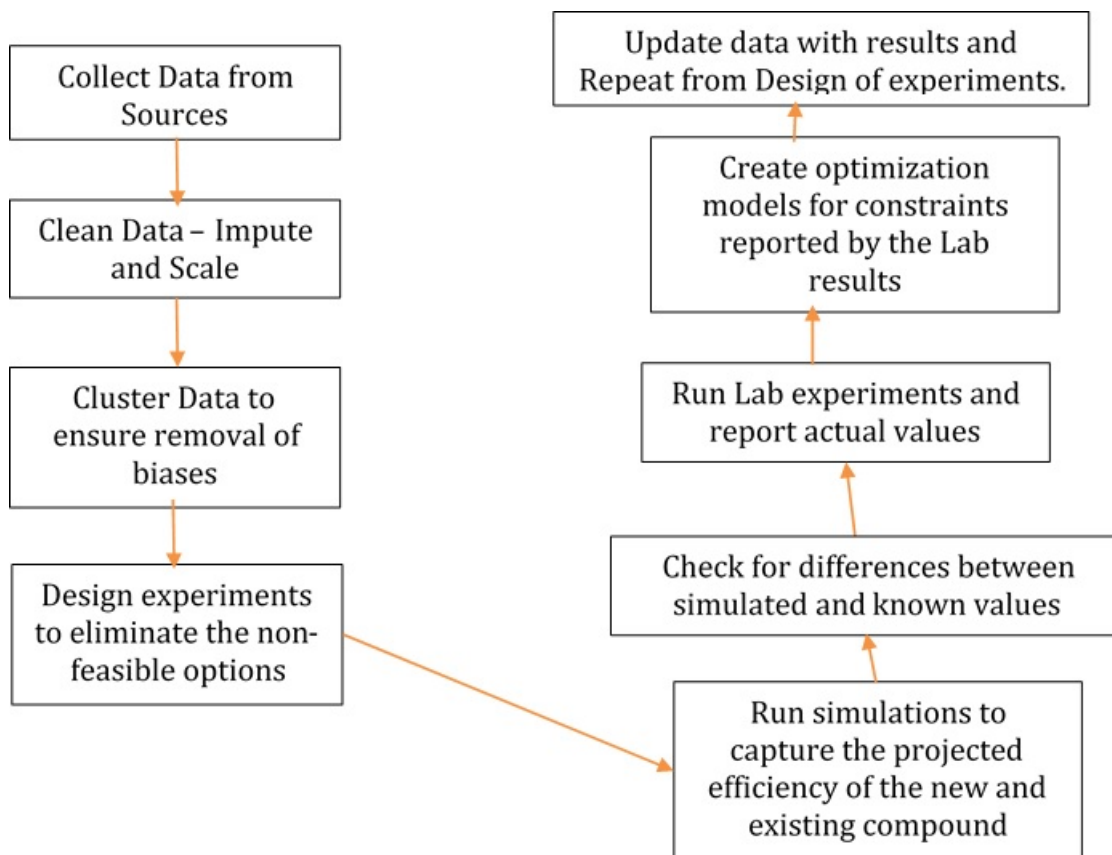 Collect Data from
Sources
Clean Data – Impute
and Scale
Cluster Data to
ensure removal of
biases
Design experiments
to eliminate the non-
feasible options
Run simulations to
capture the projected
efficiency of the new and
existing compound
Check for differences between
simulated and known values
Run Lab experiments and
report actual values
Create optimization
models for constraints
reported by the Lab
results
Update data with results and
Repeat from Design of experiments.